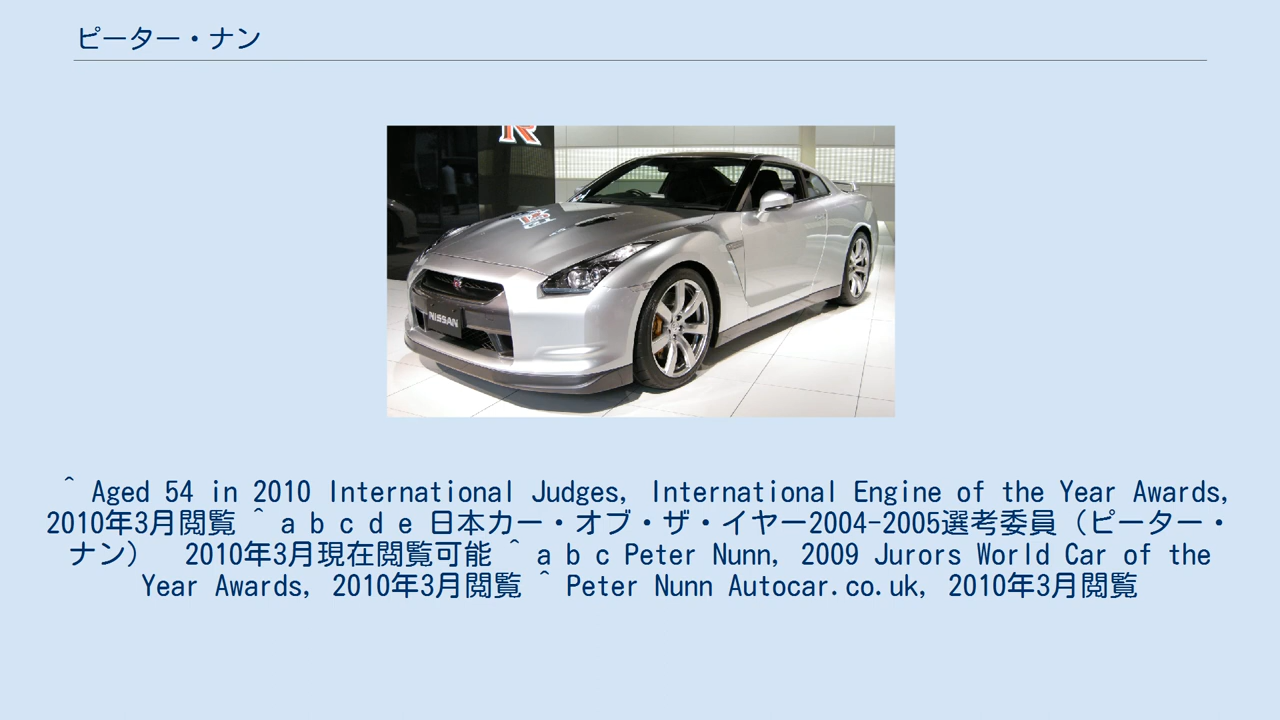 ピーター・ナン
R
NISSAN
^ Aged 54 in 2010 International Judges, International Engine of the Year Awards,
2010年3月閲覧 ^ a b c d e 日本カー・オブ・ザ・イヤー2004-2005選考委員（ピーター・
ナン）　2010年3月現在閲覧可能 ^ a b c Peter Nunn, 2009 Jurors World Car of the
Year Awards, 2010年3月閲覧 ^ Peter Nunn Autocar.co.uk, 2010年3月閲覧